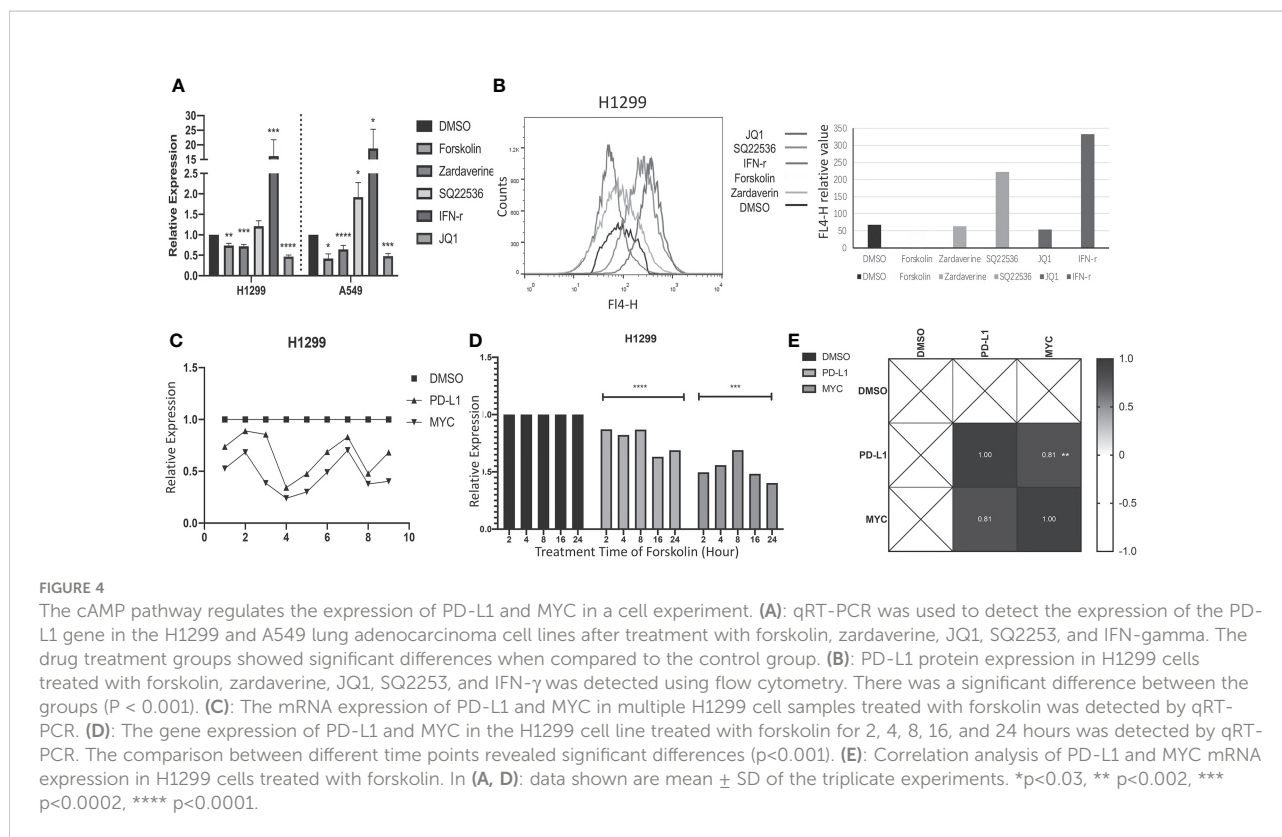 A
Relative Expression
30
25
20
15
10
5
2.5
2.0
1.5
1.0
0.5
0.0
*** *
** *** **** * **** * ***
H1299 A549
DMSO
Forskolin
Zardaverine
SQ22536
IFN-r
JQ1
B
H1299
Counts
1.2K
900
600
300
0
10⁰ 10¹ 10² 10³ 10⁴
Fl4-H
JQ1
SQ22536
IFN-r
Forskolin
Zardaverin
DMSO
FL4-H relative value
350
300
250
200
150
100
50
0
DMSO Forskolin Zardaverine SQ22536 JQ1 IFN-r
DMSO Forskolin Zardaverine SQ22536 JQ1 IFN-r
C
H1299
Relative Expression
1.5
1.0
0.5
0.0
0 2 4 6 8 10
DMSO
PD-L1
MYC
D
H1299
Relative Expression
1.0
**** ***
2 4 8 16 24 2 4 8 16 24 2 4 8 16 24
Treatment Time of Forskolin (Hour)
DMSO
PD-L1
MYC
E
DMSO PD-L1 MYC
DMSO
PD-L1 1.00 0.81 **
MYC 0.81 1.00
1.0
0.5
0
-0.5
-1.0
FIGURE 4
The cAMP pathway regulates the expression of PD-L1 and MYC in a cell experiment. (A): qRT-PCR was used to detect the expression of the PD-
L1 gene in the H1299 and A549 lung adenocarcinoma cell lines after treatment with forskolin, zardaverine, JQ1, SQ2253, and IFN-gamma. The
drug treatment groups showed significant differences when compared to the control group. (B): PD-L1 protein expression in H1299 cells
treated with forskolin, zardaverine, JQ1, SQ2253, and IFN-γ was detected using flow cytometry. There was a significant difference between the
groups (P < 0.001). (C): The mRNA expression of PD-L1 and MYC in multiple H1299 cell samples treated with forskolin was detected by qRT-
PCR. (D): The gene expression of PD-L1 and MYC in the H1299 cell line treated with forskolin for 2, 4, 8, 16, and 24 hours was detected by qRT-
PCR. The comparison between different time points revealed significant differences (p<0.001). (E): Correlation analysis of PD-L1 and MYC mRNA
expression in H1299 cells treated with forskolin. In (A, D): data shown are mean ± SD of the triplicate experiments. *p<0.03, ** p<0.002, ***
p<0.0002, **** p<0.0001.